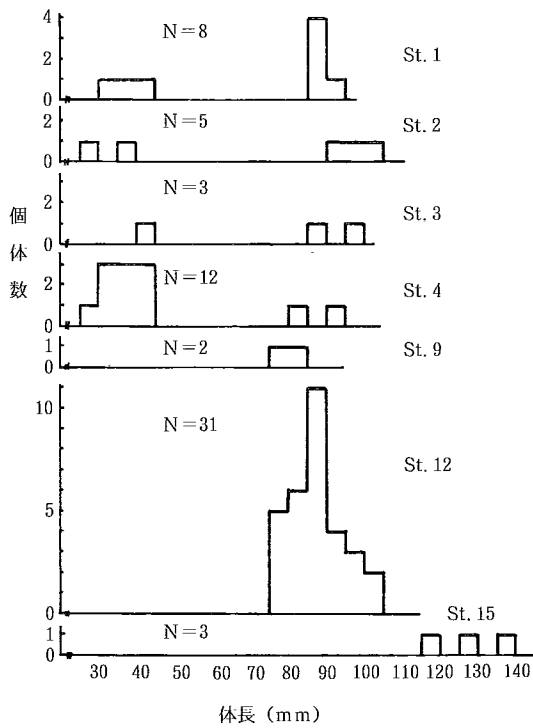 4
N=8
St.1
2
0
2
N=5
St.2
0
N=3
2
St.3
0
個体数
N=12
2
St.4
0
1
N=2
St.9
0
10
N=31
St.12
5
0
St.15
1
N=3
0
30 40 50 60 70 80 90 100 110 120 130 140
体長（mm）